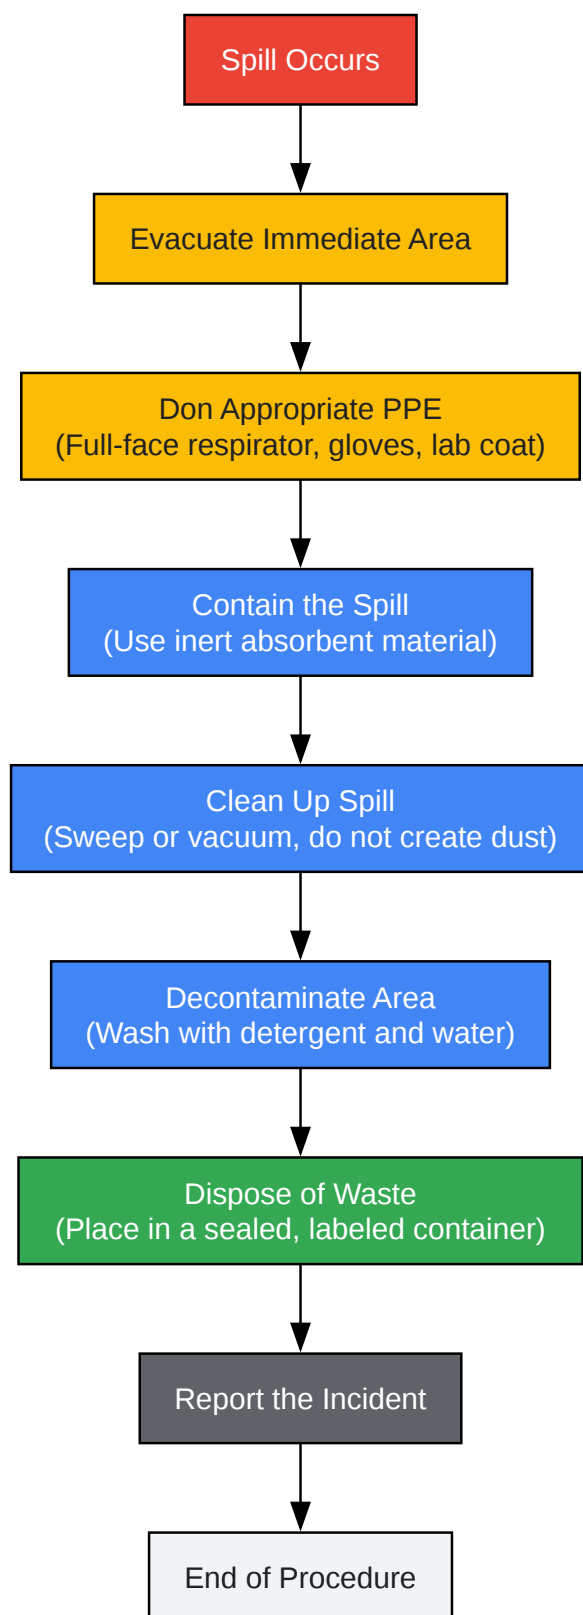 Spill Occurs
Evacuate Immediate Area
Don Appropriate PPE
(Full-face respirator, gloves, lab coat)
Contain the Spill
(Use inert absorbent material)
Clean Up Spill
(Sweep or vacuum, do not create dust)
Decontaminate Area
(Wash with detergent and water)
Dispose of Waste
(Place in a sealed, labeled container)
Report the Incident
End of Procedure